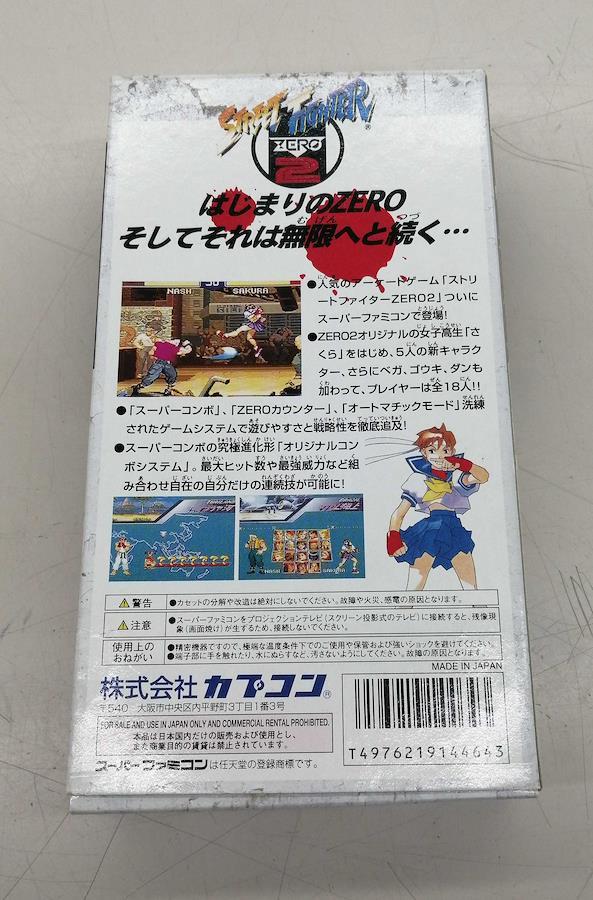 STREET FIGHTER®
ZERO
2
はじまりのZERO
そしてそれは無限へと続く…
NASH SAKURA
●人気のアーケードゲーム「ストリ
ートファイターZERO2」ついに
スーパーファミコンで登場!
●ZERO2オリジナルの女子高生「さ
くら」をはじめ、5人の新キャラク
ター、さらにベガ、ゴウキ、ダンも
加わって、プレイヤーは全18人!!
●「スーパーコンボ」、「ZEROカウンター」、「オートマチックモード」洗練
されたゲームシステムで遊びやすさと戦略性を徹底追及!
●スーパーコンボの究極進化形「オリジナルコン
ボシステム」。最大ヒット数や最強威力など組
み合わせ自在の自分だけの連続技が可能に!
NASH SAKURA
警告
●カセットの分解や改造は絶対にしないでください。故障や火災、感電の原因となります。
注意
●スーパーファミコンをプロジェクションテレビ(スクリーン投影式のテレビ)に接続すると、残像現
象(画面焼け)が生ずるため、接続しないでください。
使用上の
おねがい
●精密機器ですので、極端な温度条件下でのご使用や保管および強いショックを避けてください。
●端子部に手で触れたり、水にぬらすなど、汚さないようにしてください。故障の原因となります。
MADE IN JAPAN
株式会社 カプコン®
〒540 大阪市中央区内平野町3丁目1番3号
FOR SALE AND USE IN JAPAN ONLY AND COMMERCIAL RENTAL PROHIBITED.
本品は日本国内だけの販売および使用とし、
また商業目的の賃貸は禁止されています。
スーパーファミコンは任天堂の登録商標です。
T4976219144643